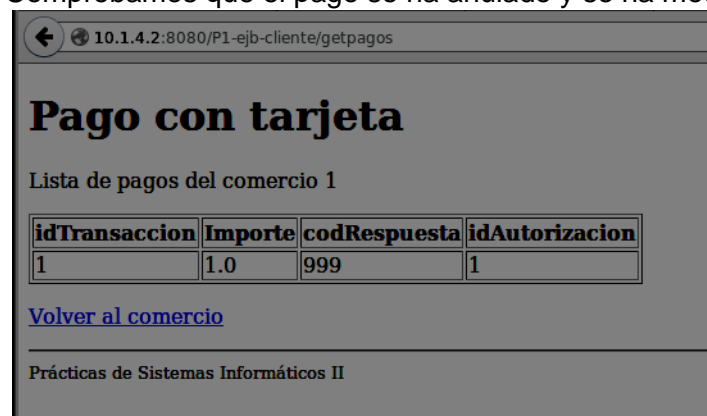 Comprobamos que el pago se ha anulado y se ha
10.1.4.2:8080/P1-ejb-cliente/getpagos
Pago con tarjeta
Lista de pagos del comercio 1
idTransaccion Importe codRespuesta idAutorizacion
1 1.0 999 1
Volver al comercio
Prácticas de Sistemas Informáticos II